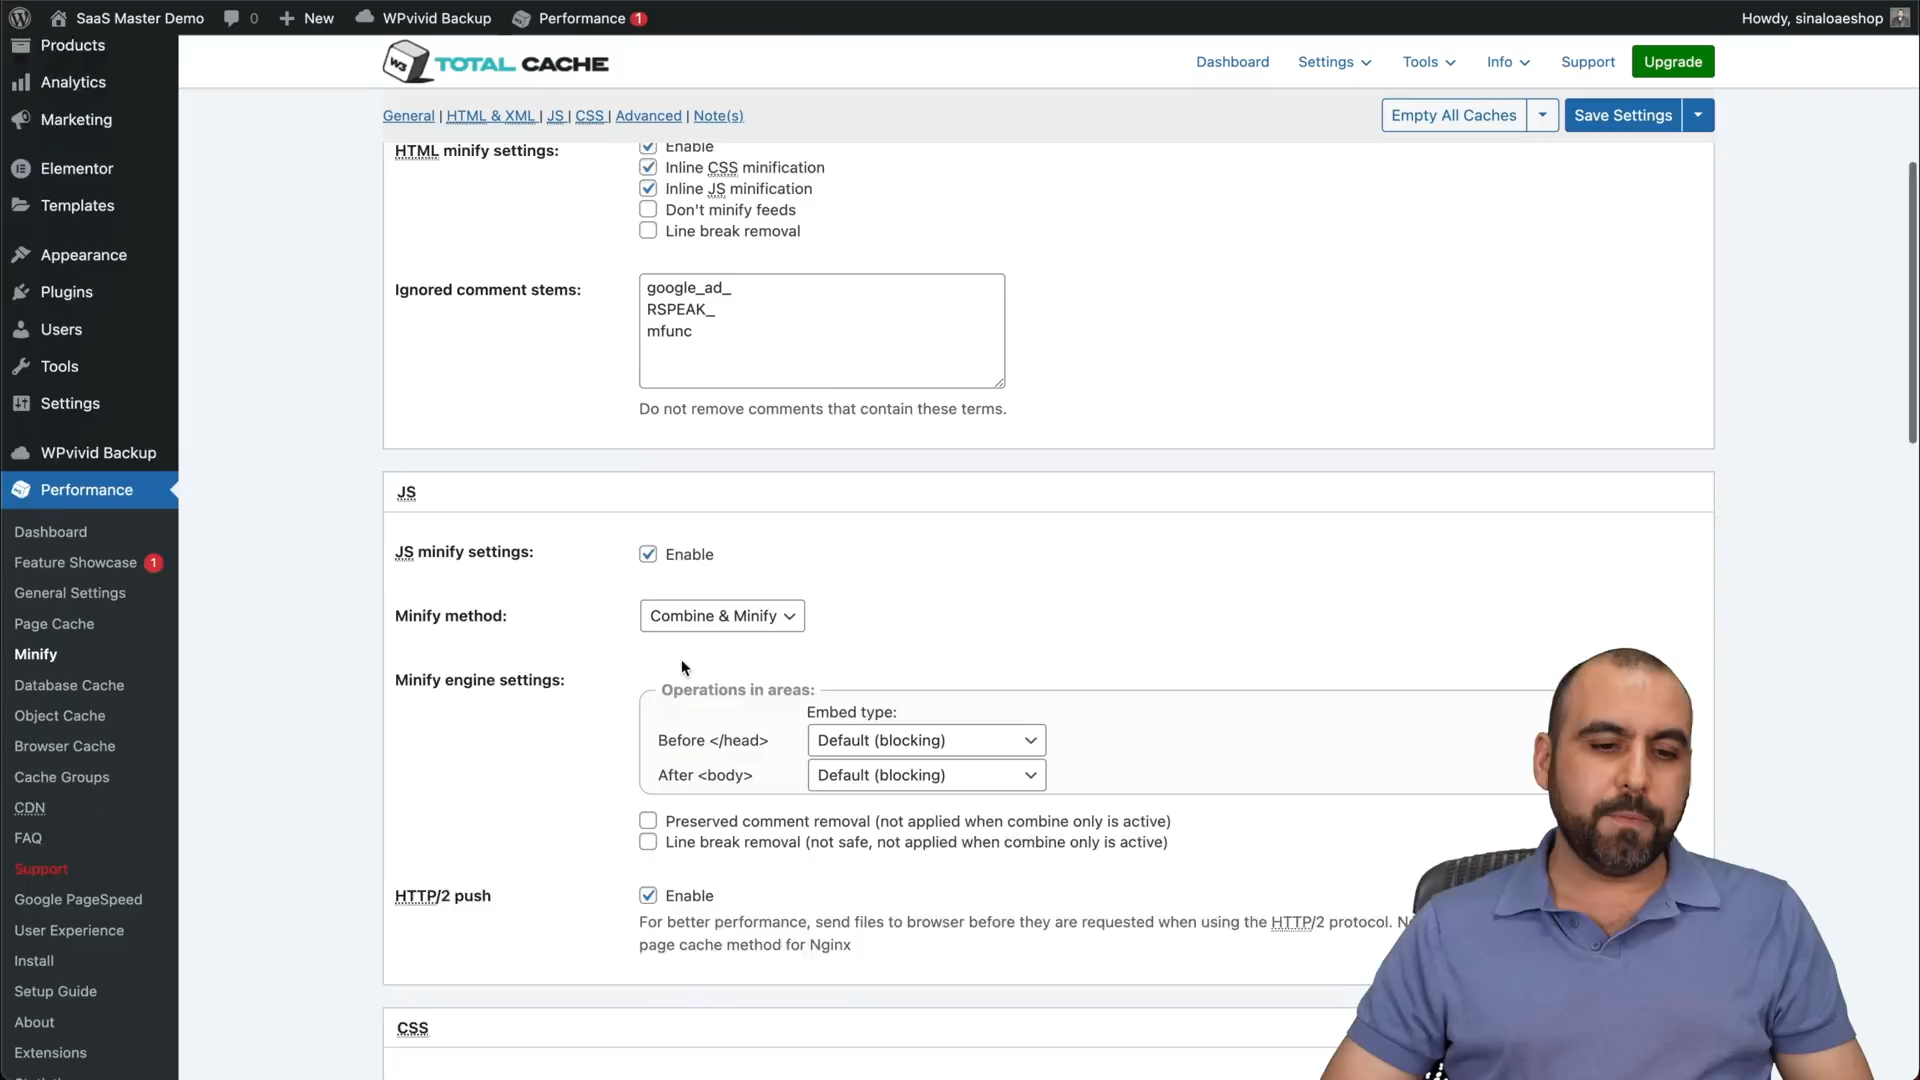 SaaS Master Demo 0 New WPvivid Backup Performance 1 Howdy, sinaloaeshop
Products
Analytics
Marketing
Elementor
Templates
Appearance
Plugins
Users
Tools
Settings
WPvivid Backup
Performance
Dashboard
Feature Showcase 1
General Settings
Page Cache
Minify
Database Cache
Object Cache
Browser Cache
Cache Groups
CDN
FAQ
Support
Google PageSpeed
User Experience
Install
Setup Guide
About
Extensions
W3 TOTAL CACHE
Dashboard Settings Tools Info Support Upgrade
General | HTML & XML | JS | CSS | Advanced | Note(s)
Empty All Caches Save Settings
HTML minify settings: Enable
Inline CSS minification
Inline JS minification
Don't minify feeds
Line break removal
Ignored comment stems: google_ad_
RSPEAK_
mfunc
Do not remove comments that contain these terms.
JS
JS minify settings: Enable
Minify method: Combine & Minify
Minify engine settings:
Operations in areas:
Embed type:
Before </head> Default (blocking)
After <body> Default (blocking)
Preserved comment removal (not applied when combine only is active)
Line break removal (not safe, not applied when combine only is active)
HTTP/2 push Enable
For better performance, send files to browser before they are requested when using the HTTP/2 protocol.
page cache method for Nginx
CSS